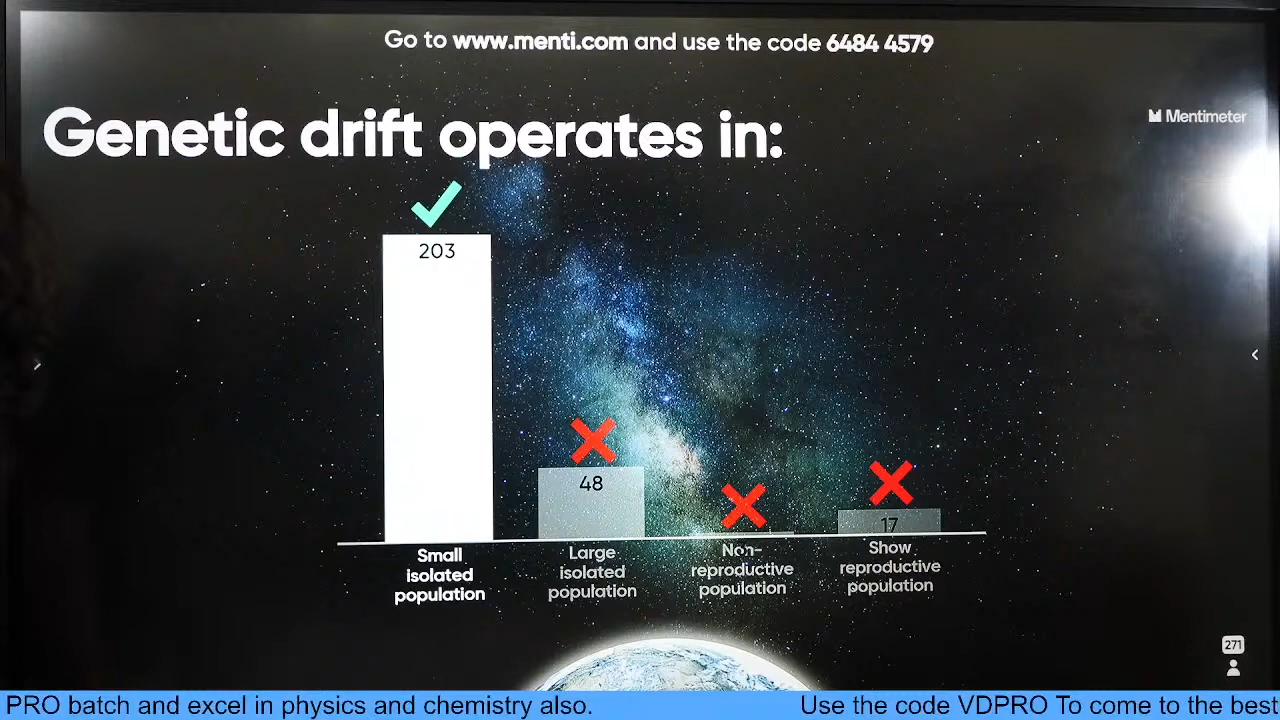 Go to www.menti.com and use the code 6484 4579
Mentimeter
Genetic drift operates in:
203
48
17
Small
isolated
population
Large
isolated
population
Non-
reproductive
population
Show
reproductive
population
271
PRO batch and excel in physics and chemistry also.
Use the code VDPRO To come to the best